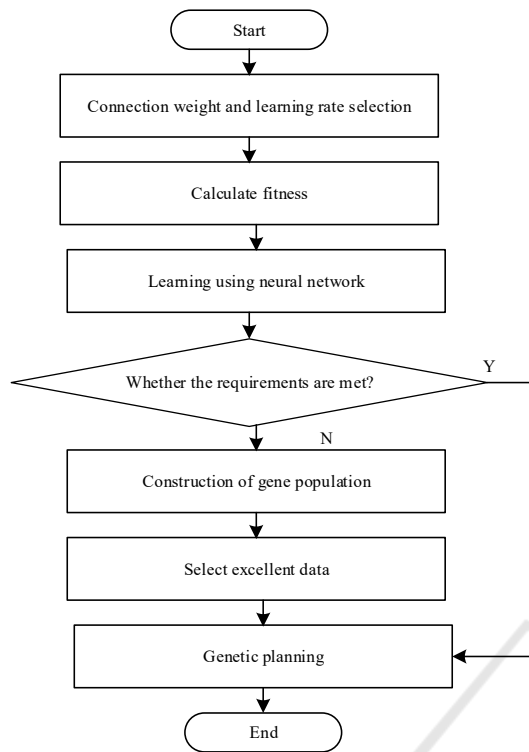 Start
Connection weight and learning rate selection
Calculate fitness
Learning using neural network
Whether the requirements are met?
Y
N
Construction of gene population
Select excellent data
Genetic planning
End